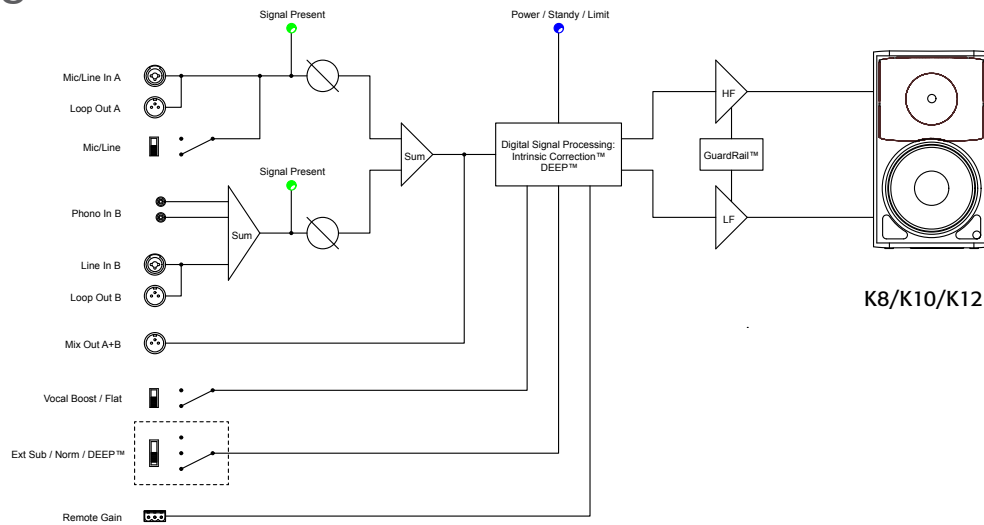 Signal Present
Power / Standy / Limit
Mic/Line In A
Loop Out A
Mic/Line
HF
Sum
Digital Signal Processing:
Intrinsic Correction™
DEEP™
GuardRail™
Signal Present
Phono In B
Sum
LF
Line In B
Loop Out B
K8/K10/K12
Mix Out A+B
Vocal Boost / Flat
Ext Sub / Norm / DEEP™
Remote Gain